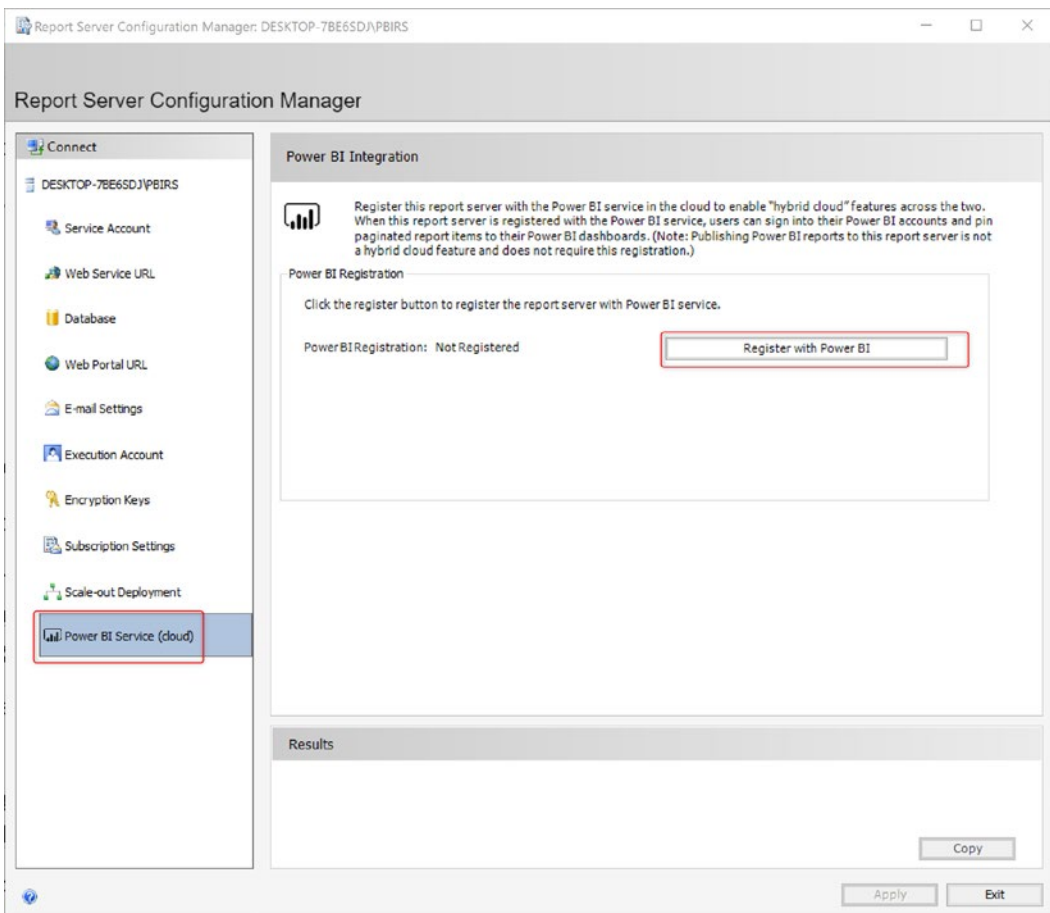 Report Server Configuration Manager: DESKTOP-7BE6SDJ\PBIRS
Report Server Configuration Manager
Connect
DESKTOP-7BE6SDJ\PBIRS
Service Account
Web Service URL
Database
Web Portal URL
E-mail Settings
Execution Account
Encryption Keys
Subscription Settings
Scale-out Deployment
Power BI Service (cloud)
Power BI Integration
Register this report server with the Power BI service in the cloud to enable "hybrid cloud" features across the two.
When this report server is registered with the Power BI service, users can sign into their Power BI accounts and pin
paginated report items to their Power BI dashboards. (Note: Publishing Power BI reports to this report server is not
a hybrid cloud feature and does not require this registration.)
Power BI Registration
Click the register button to register the report server with Power BI service.
Power BI Registration: Not Registered
Register with Power BI
Results
Copy
Apply
Exit